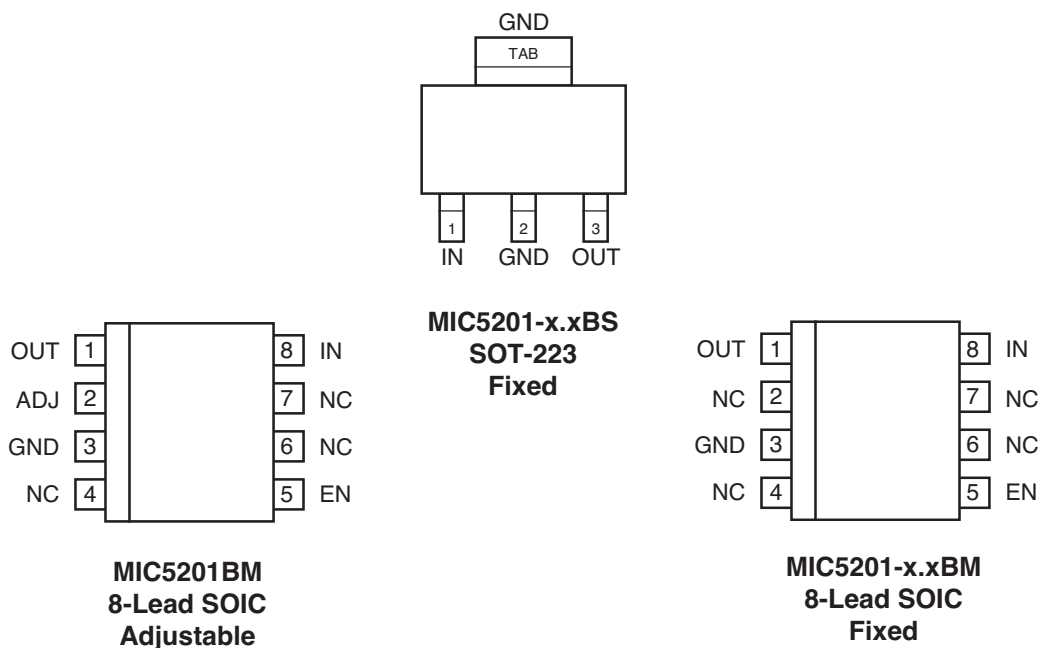 GND
TAB
1
2
3
IN GND OUT
MIC5201-x.xBS
SOT-223
Fixed
OUT 1 8 IN
ADJ 2 7 NC
GND 3 6 NC
NC 4 5 EN
MIC5201BM
8-Lead SOIC
Adjustable
OUT 1 8 IN
NC 2 7 NC
GND 3 6 NC
NC 4 5 EN
MIC5201-x.xBM
8-Lead SOIC
Fixed